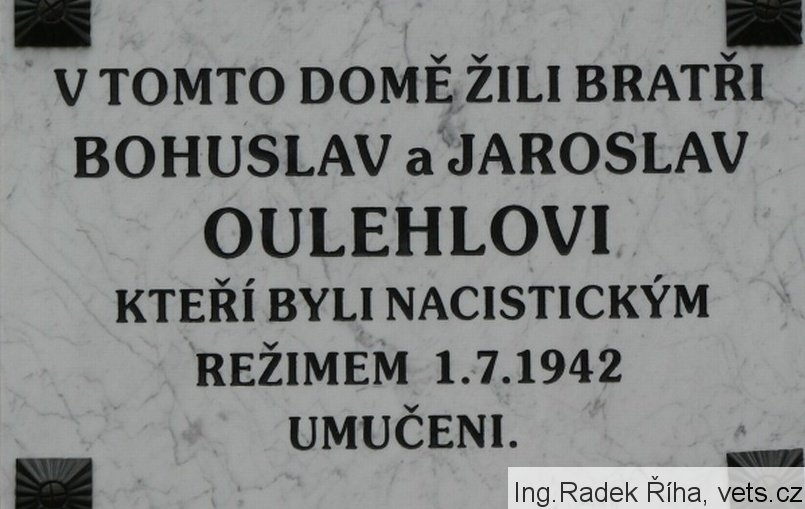 V TOMTO DOMĚ ŽILI BRATŘI
BOHUSLAV a JAROSLAV
OULEHLOVI
KTEŘÍ BYLI NACISTICKÝM
REŽIMEM 1.7.1942
UMUČENI.
Ing.Radek Říha, vets.cz